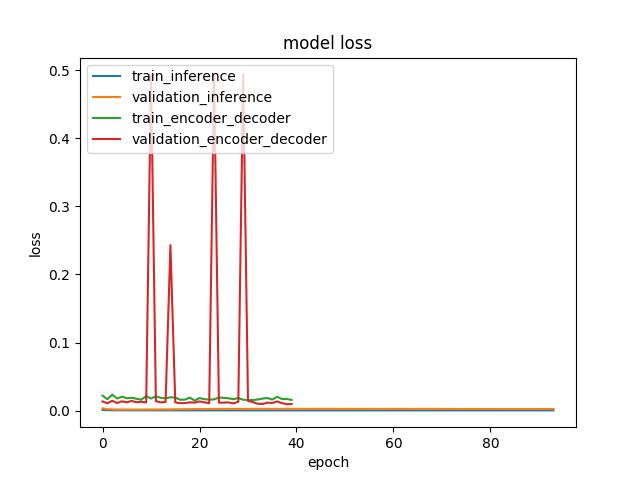 model loss
train_inference
validation_inference
train_encoder_decoder
validation_encoder_decoder
loss
0.5
0.4
0.3
0.2
0.1
0.0
0 20 40 60 80
epoch